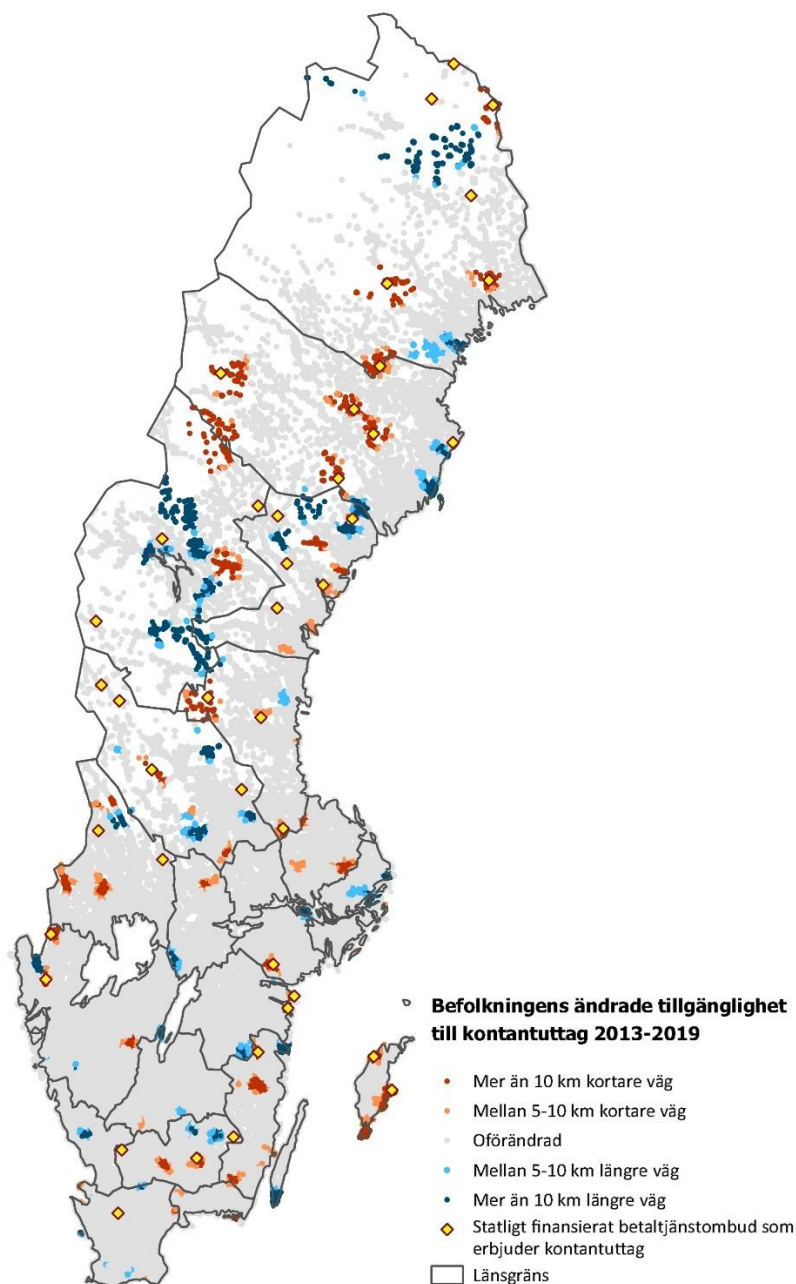 Befolkningens ändrade tillgänglighet
till kontantuttag 2013-2019
Mer än 10 km kortare väg
Mellan 5-10 km kortare väg
Oförändrad
Mellan 5-10 km längre väg
Mer än 10 km längre väg
Statligt finansierat betaltjänstombud som
erbjuder kontantuttag
Länsgräns